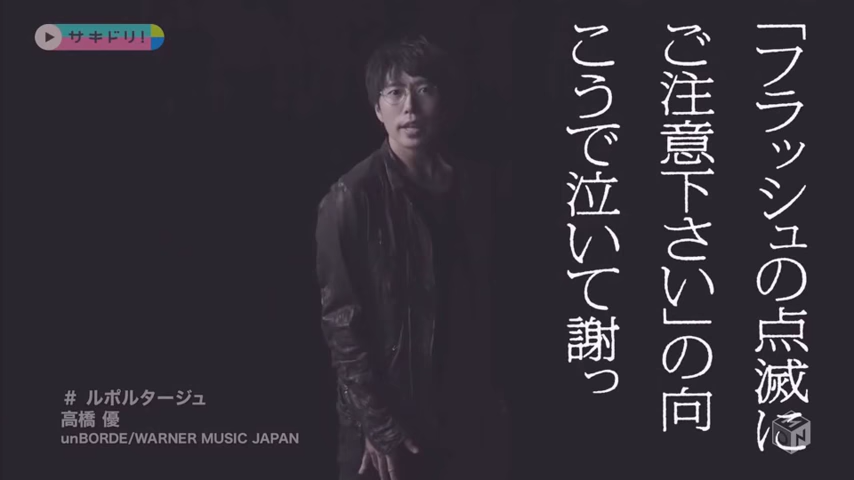 サキドリ!
「フラッシュの点滅に
ご注意下さい」の向
こうで泣いて謝っ
# ルポルタージュ
高橋 優
unBORDE/WARNER MUSIC JAPAN